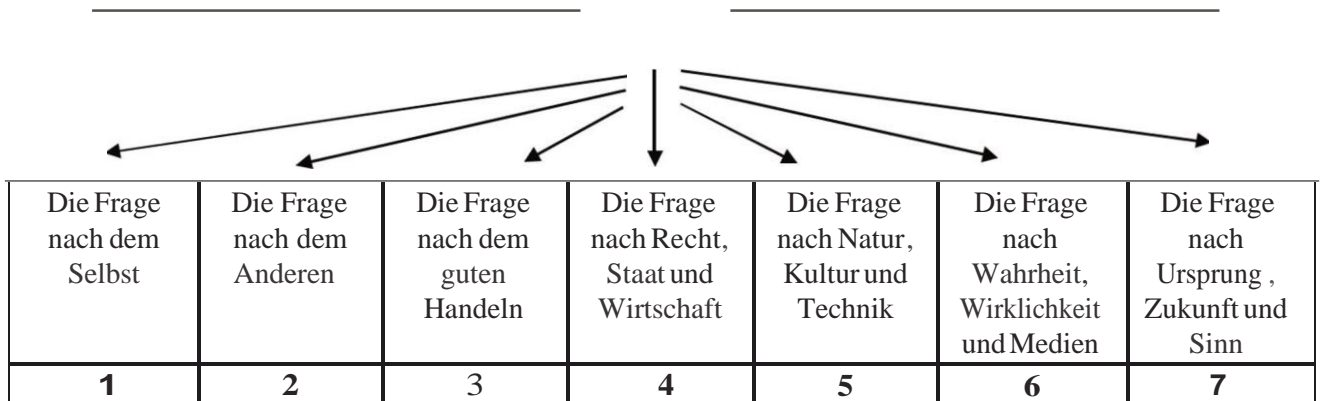 Die Frage
nach dem
Selbst
Die Frage
nach dem
Anderen
Die Frage
nach dem
guten
Handeln
Die Frage
nach Recht,
Staat und
Wirtschaft
Die Frage
nach Natur,
Kultur und
Technik
Die Frage
nach
Wahrheit,
Wirklichkeit
und Medien
Die Frage
nach
Ursprung ,
Zukunft und
Sinn
1
2
3
4
5
6
7